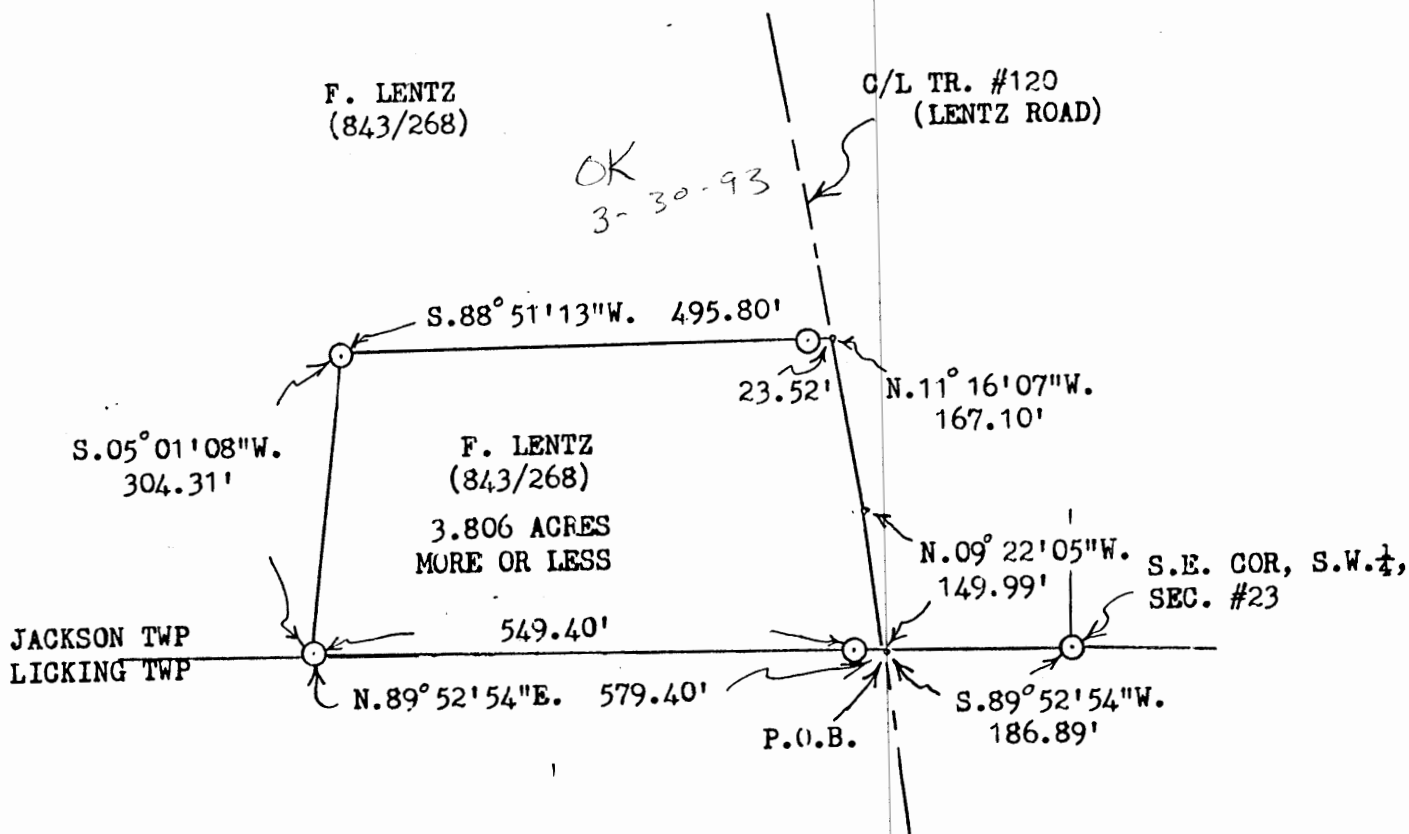 F. LENTZ
(843/268)
C/L TR. #120
(LENTZ ROAD)
OK
3-30-93
S.88°51'13"W. 495.80'
23.52'
N.11°16'07"W.
167.10'
S.05°01'08"W.
304.31'
F. LENTZ
(843/268)
3.806 ACRES
MORE OR LESS
N.09°22'05"W.
149.99'
S.E. COR, S.W.¼,
SEC. #23
JACKSON TWP
LICKING TWP
549.40'
N.89°52'54"E. 579.40'
P.O.B.
S.89°52'54"W.
186.89'